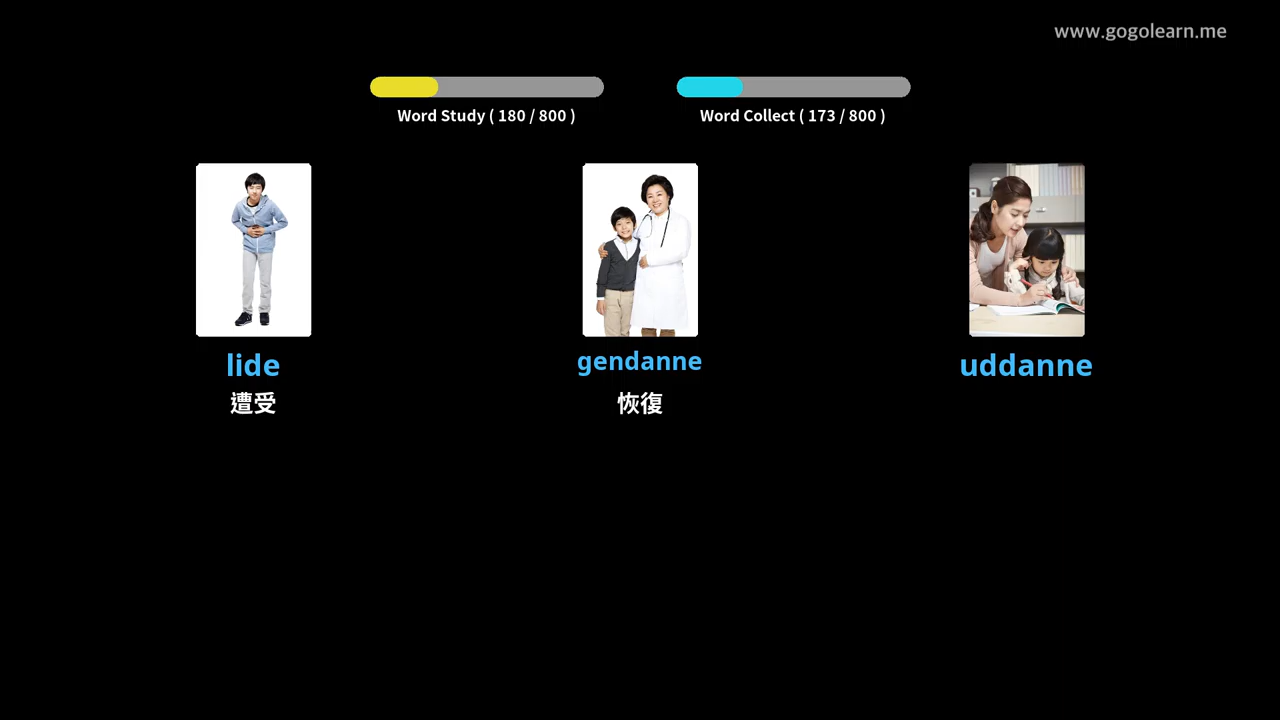 www.gogolearn.me
Word Study ( 180 / 800 )
Word Collect ( 173 / 800 )
lide
gendanne
uddanne
遭受
恢復